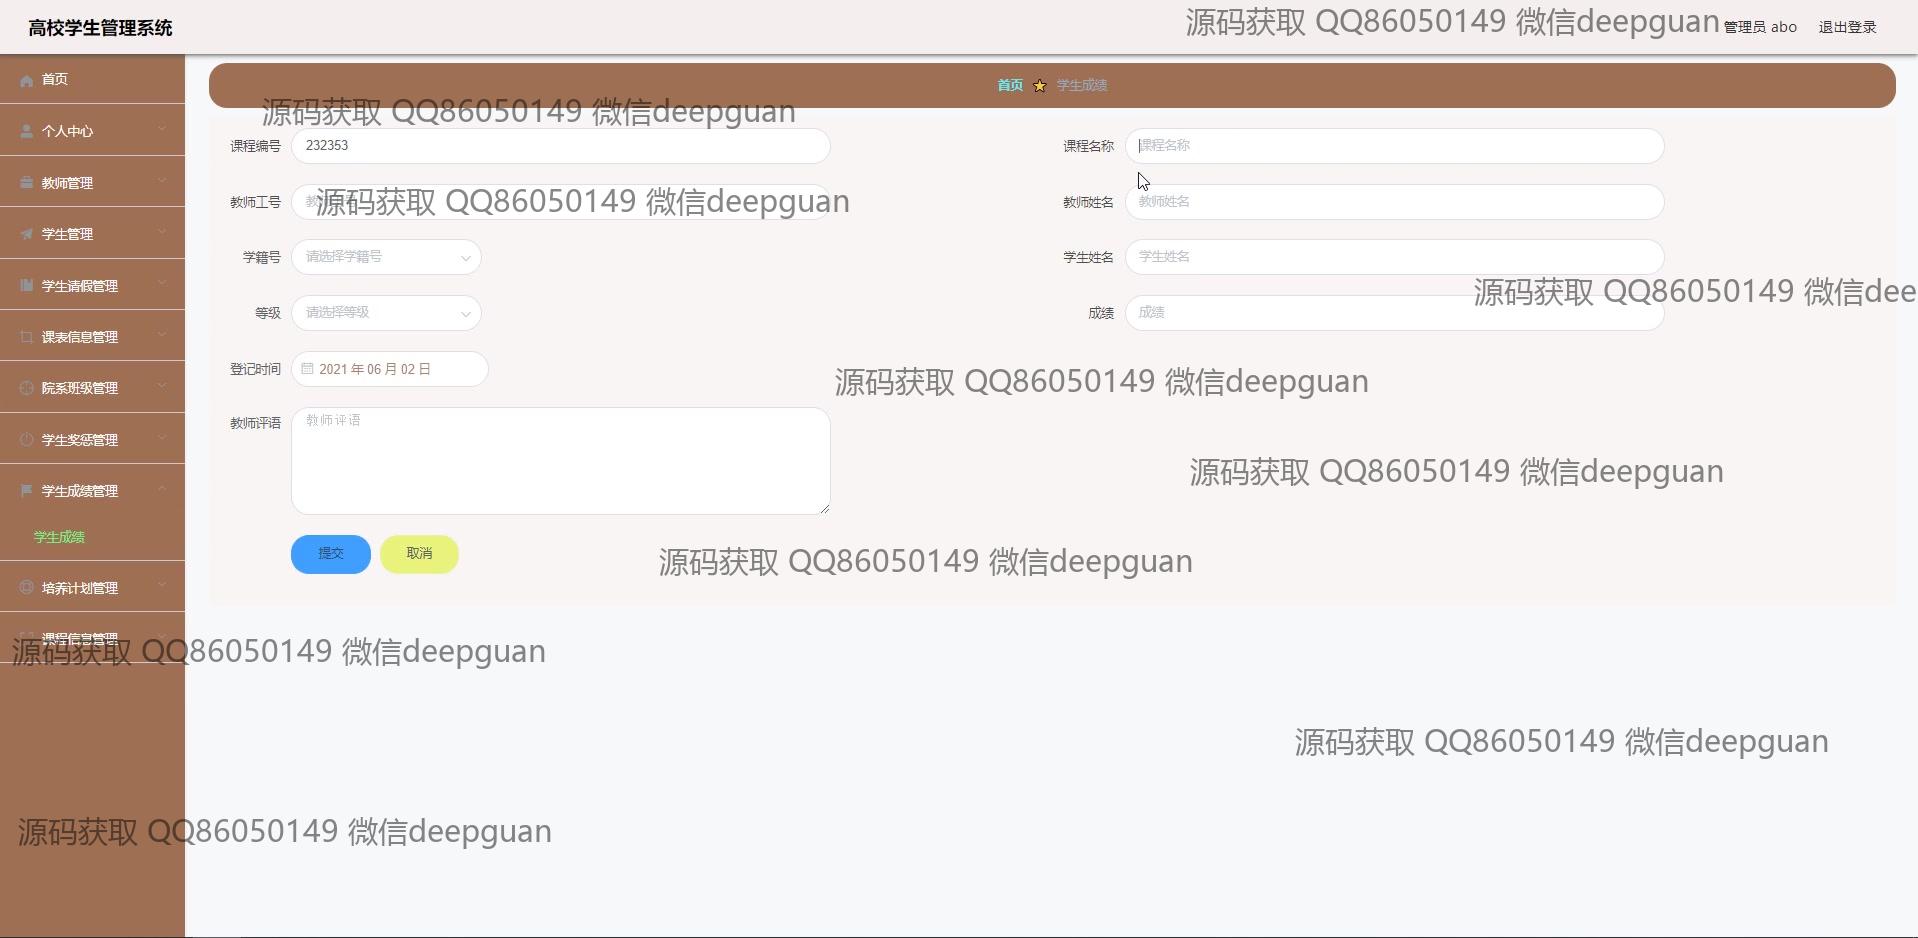 高校学生管理系统
源码获取 QQ86050149 微信deepguan
管理员 abo
退出登录
首页
个人中心
教师管理
学生管理
学生请假管理
课表信息管理
院系班级管理
学生奖惩管理
学生成绩管理
学生成绩
培养计划管理
课程信息管理
首页 ★ 学生成绩
源码获取 QQ86050149 微信deepguan
课程编号 232353
课程名称 课程名称
教师工号
源码获取 QQ86050149 微信deepguan
教师姓名 教师姓名
学籍号 请选择学籍号
学生姓名 学生姓名
源码获取 QQ86050149 微信dee
等级 请选择等级
成绩 成绩
登记时间 2021 年 06 月 02 日
源码获取 QQ86050149 微信deepguan
教师评语 教师评语
源码获取 QQ86050149 微信deepguan
提交 取消
源码获取 QQ86050149 微信deepguan
源码获取 QQ86050149 微信deepguan
源码获取 QQ86050149 微信deepguan
源码获取 QQ86050149 微信deepguan